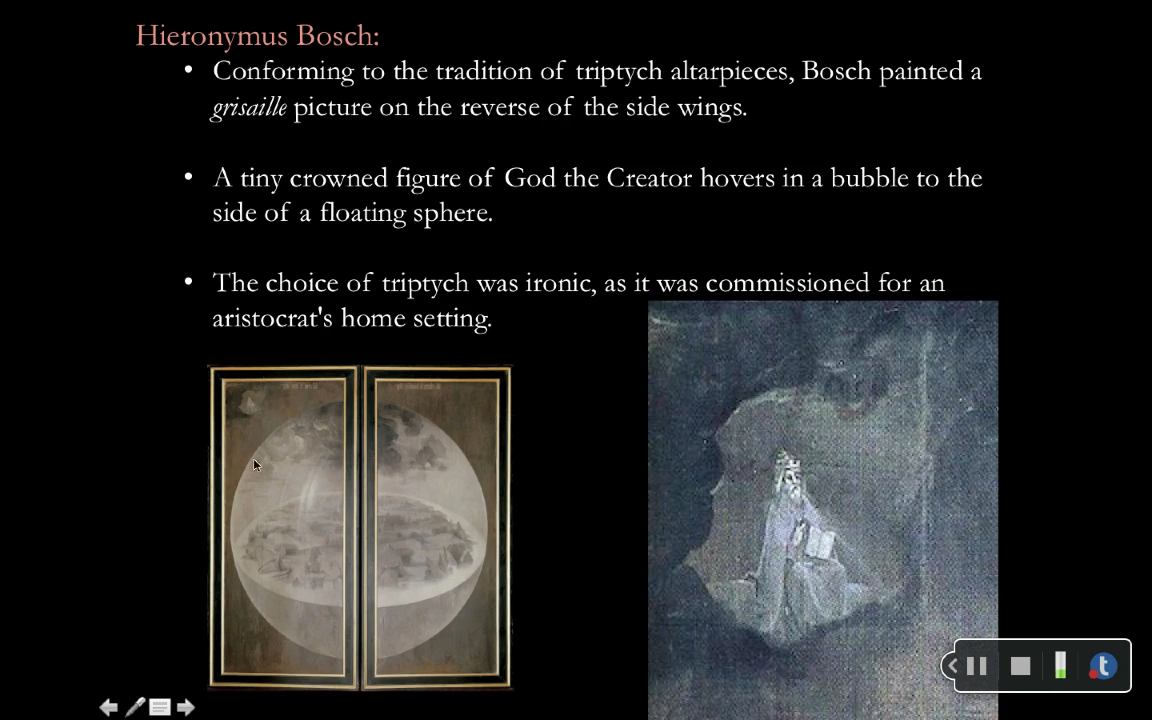 Hieronymus Bosch:
• Conforming to the tradition of triptych altarpieces, Bosch painted a
grisaille picture on the reverse of the side wings.
• A tiny crowned figure of God the Creator hovers in a bubble to the
side of a floating sphere.
• The choice of triptych was ironic, as it was commissioned for an
aristocrat's home setting.
t